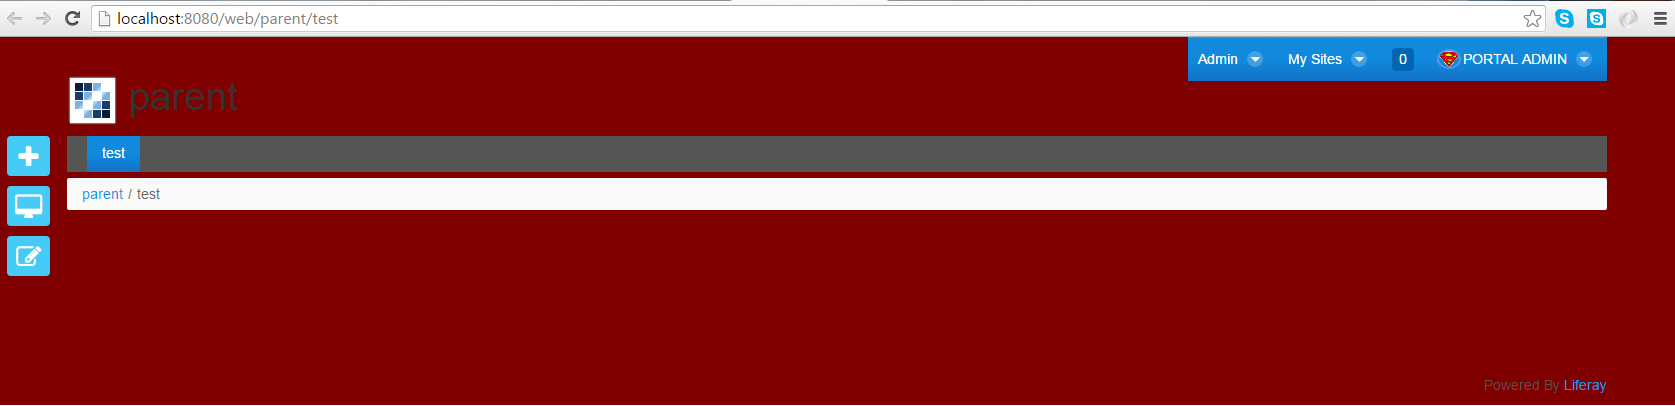 localhost:8080/web/parent/test
Admin My Sites 0 PORTAL ADMIN
parent
test
parent / test
Powered By Liferay